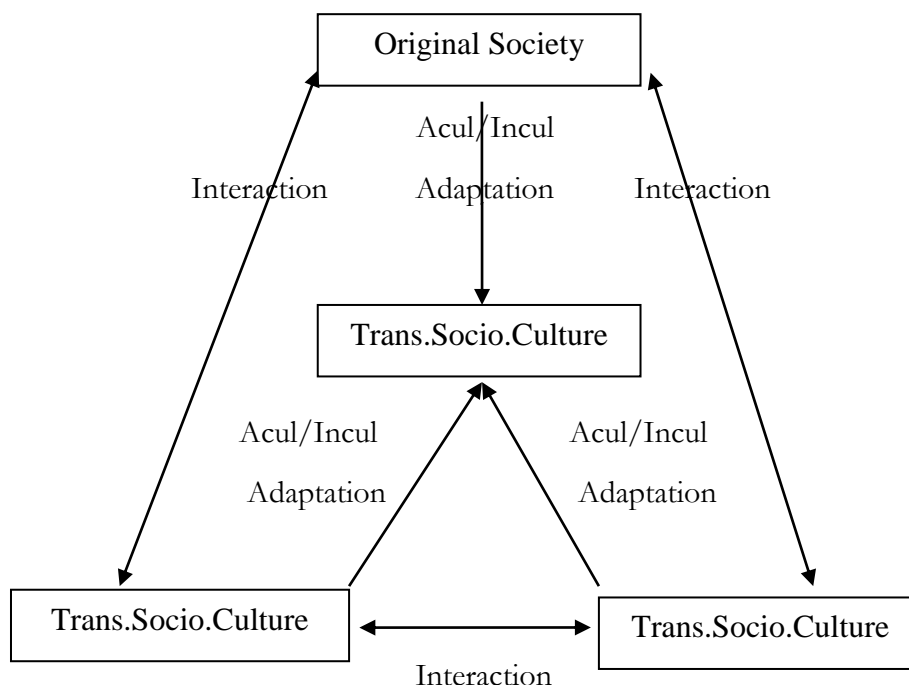 Original Society
Acul/Incul
Interaction
Adaptation
Interaction
Trans.Socio.Culture
Acul/Incul
Adaptation
Acul/Incul
Adaptation
Trans.Socio.Culture
Trans.Socio.Culture
Interaction